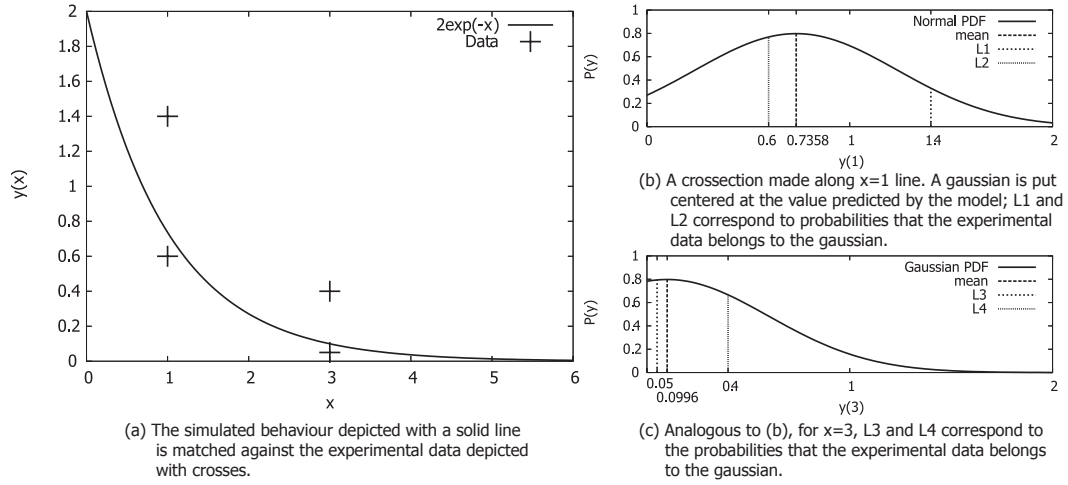 2
1.8
1.6
1.4
1.2
1
0.8
0.6
0.4
0.2
0
y(x)
0 1 2 3 4 5 6
x
2exp(-x)
Data
(a) The simulated behaviour depicted with a solid line
is matched against the experimental data depicted
with crosses.
1
0.8
0.6
0.4
0.2
0
P(y)
Normal PDF
mean
L1
L2
0 0.6 0.7358 1 14 2
y(1)
(b) A crossection made along x=1 line. A gaussian is put
centered at the value predicted by the model; L1 and
L2 correspond to probabilities that the experimental
data belongs to the gaussian.
1
0.8
0.6
0.4
0.2
0
P(y)
Gaussian PDF
mean
L3
L4
0.05 0.0996 04 1 2
y(3)
(c) Analogous to (b), for x=3, L3 and L4 correspond to
the probabilities that the experimental data belongs
to the gaussian.